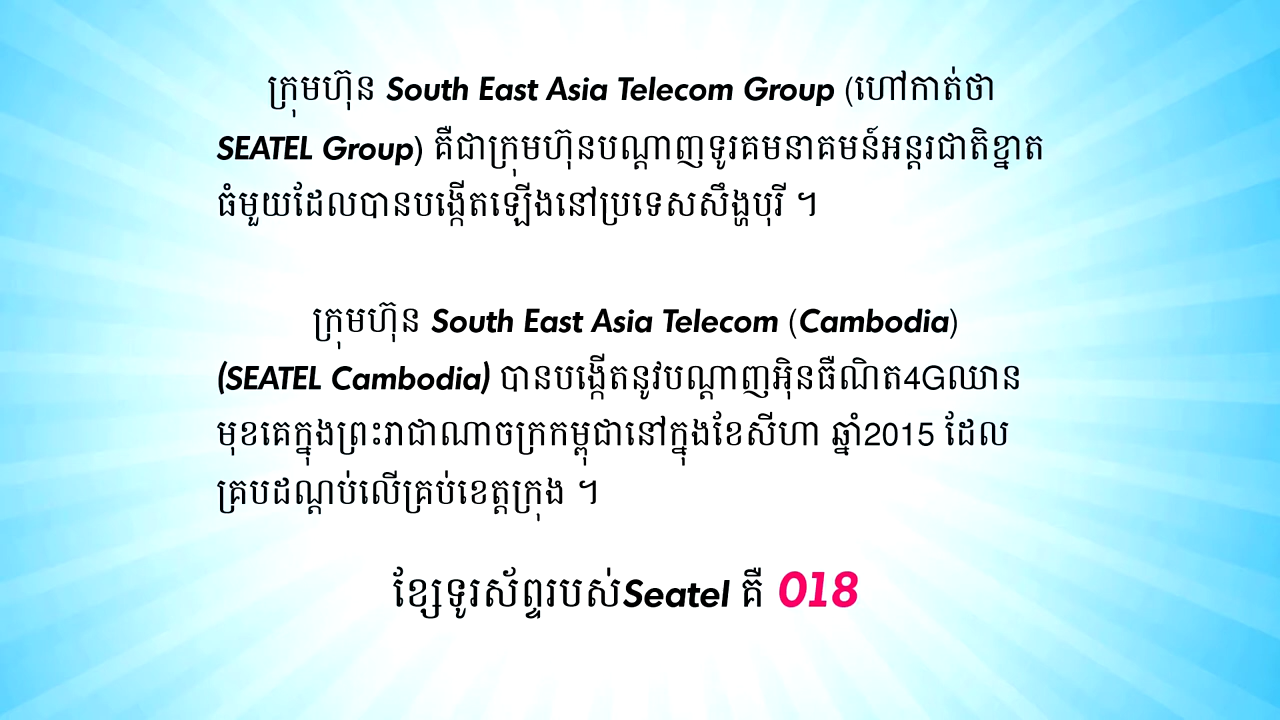 ក្រុមហ៊ុន South East Asia Telecom Group (ហៅកាត់ថា
SEATEL Group) គឺជាក្រុមហ៊ុនបណ្តាញទូរគមនាគមន៍អន្តរជាតិខ្នាត
ធំមួយដែលបានបង្កើតឡើងនៅប្រទេសសឹង្ហបុរី ។
ក្រុមហ៊ុន South East Asia Telecom (Cambodia)
(SEATEL Cambodia) បានបង្កើតនូវបណ្តាញអ៊ិនធឺណិត4Gឈាន
មុខគេក្នុងព្រះរាជាណាចក្រកម្ពុជានៅក្នុងខែសីហា ឆ្នាំ2015 ដែល
គ្របដណ្តប់លើគ្រប់ខេត្តក្រុង ។
ខ្សែទូរស័ព្ទរបស់Seatel គឺ 018